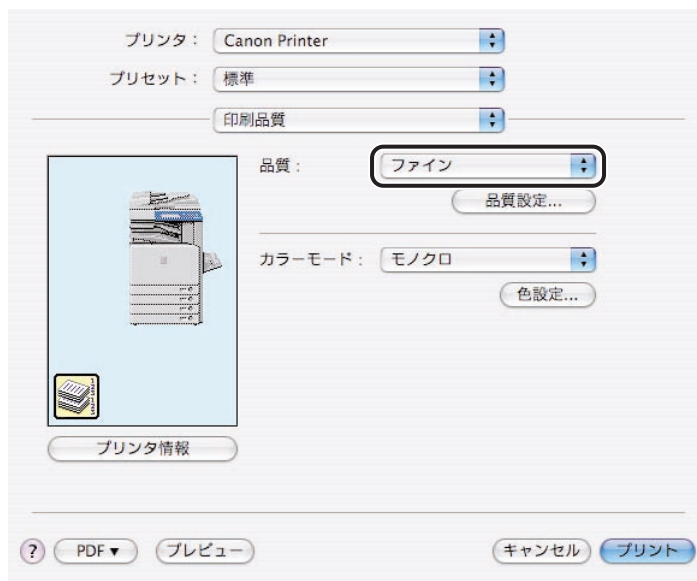 プリンタ： Canon Printer
プリセット： 標準
印刷品質
品質： ファイン
品質設定...
カラーモード： モノクロ
色設定...
プリンタ情報
? PDF▼ プレビュー キャンセル プリント